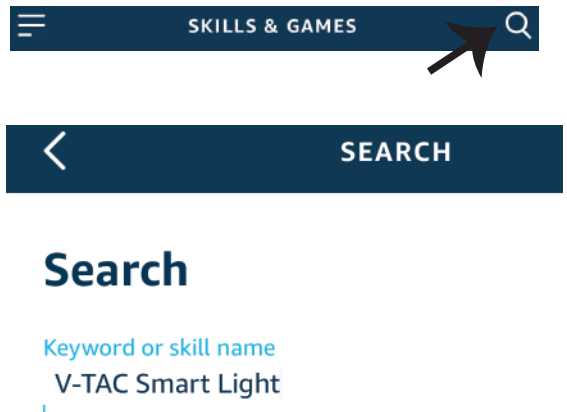 SKILLS & GAMES
SEARCH
Search
Keyword or skill name
V-TAC Smart Light